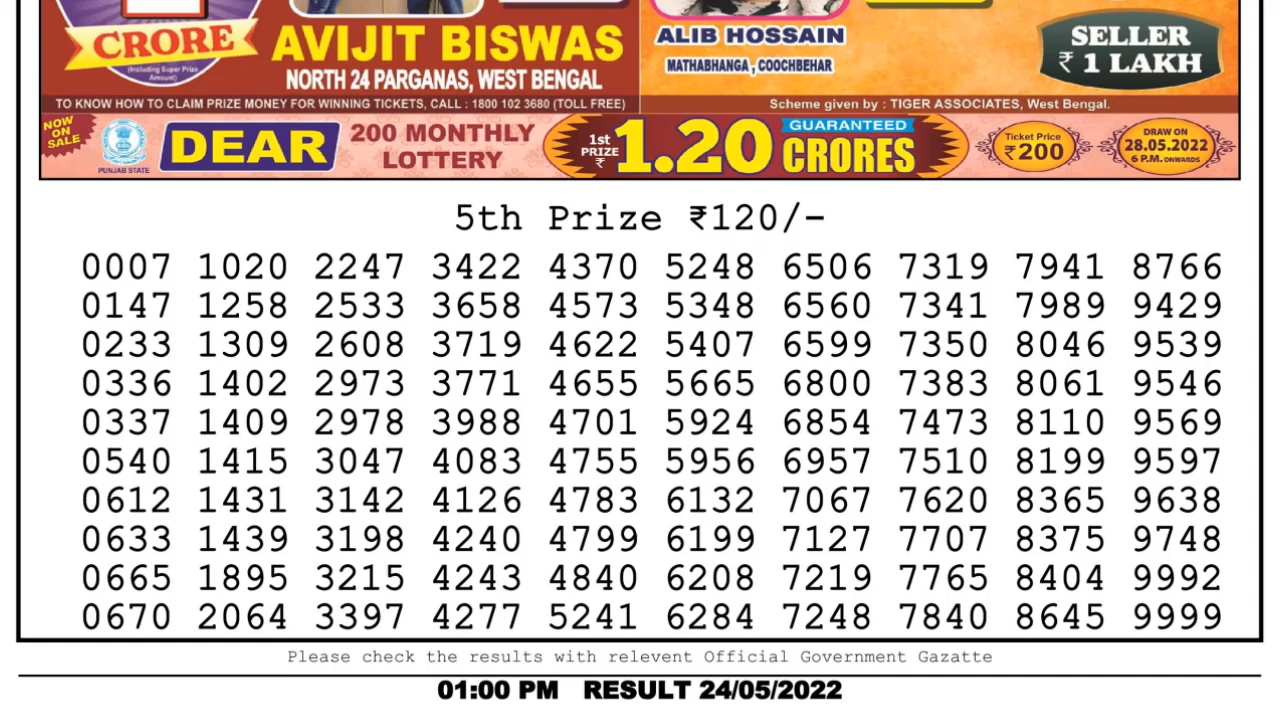 CRORE
(Including Super Prize Amount)
AVIJIT BISWAS
NORTH 24 PARGANAS, WEST BENGAL
ALIB HOSSAIN
MATHABHANGA , COOCHBEHAR
SELLER
₹ 1 LAKH
TO KNOW HOW TO CLAIM PRIZE MONEY FOR WINNING TICKETS, CALL : 1800 102 3680 (TOLL FREE)
Scheme given by : TIGER ASSOCIATES, West Bengal.
NOW ON SALE
PUNJAB STATE
DEAR
200 MONTHLY
LOTTERY
1st PRIZE ₹
1.20
GUARANTEED
CRORES
Ticket Price
₹200
DRAW ON
28.05.2022
6 P.M. ONWARDS
5th Prize ₹120/-
0007 1020 2247 3422 4370 5248 6506 7319 7941 8766
0147 1258 2533 3658 4573 5348 6560 7341 7989 9429
0233 1309 2608 3719 4622 5407 6599 7350 8046 9539
0336 1402 2973 3771 4655 5665 6800 7383 8061 9546
0337 1409 2978 3988 4701 5924 6854 7473 8110 9569
0540 1415 3047 4083 4755 5956 6957 7510 8199 9597
0612 1431 3142 4126 4783 6132 7067 7620 8365 9638
0633 1439 3198 4240 4799 6199 7127 7707 8375 9748
0665 1895 3215 4243 4840 6208 7219 7765 8404 9992
0670 2064 3397 4277 5241 6284 7248 7840 8645 9999
Please check the results with relevent Official Government Gazatte
01:00 PM RESULT 24/05/2022